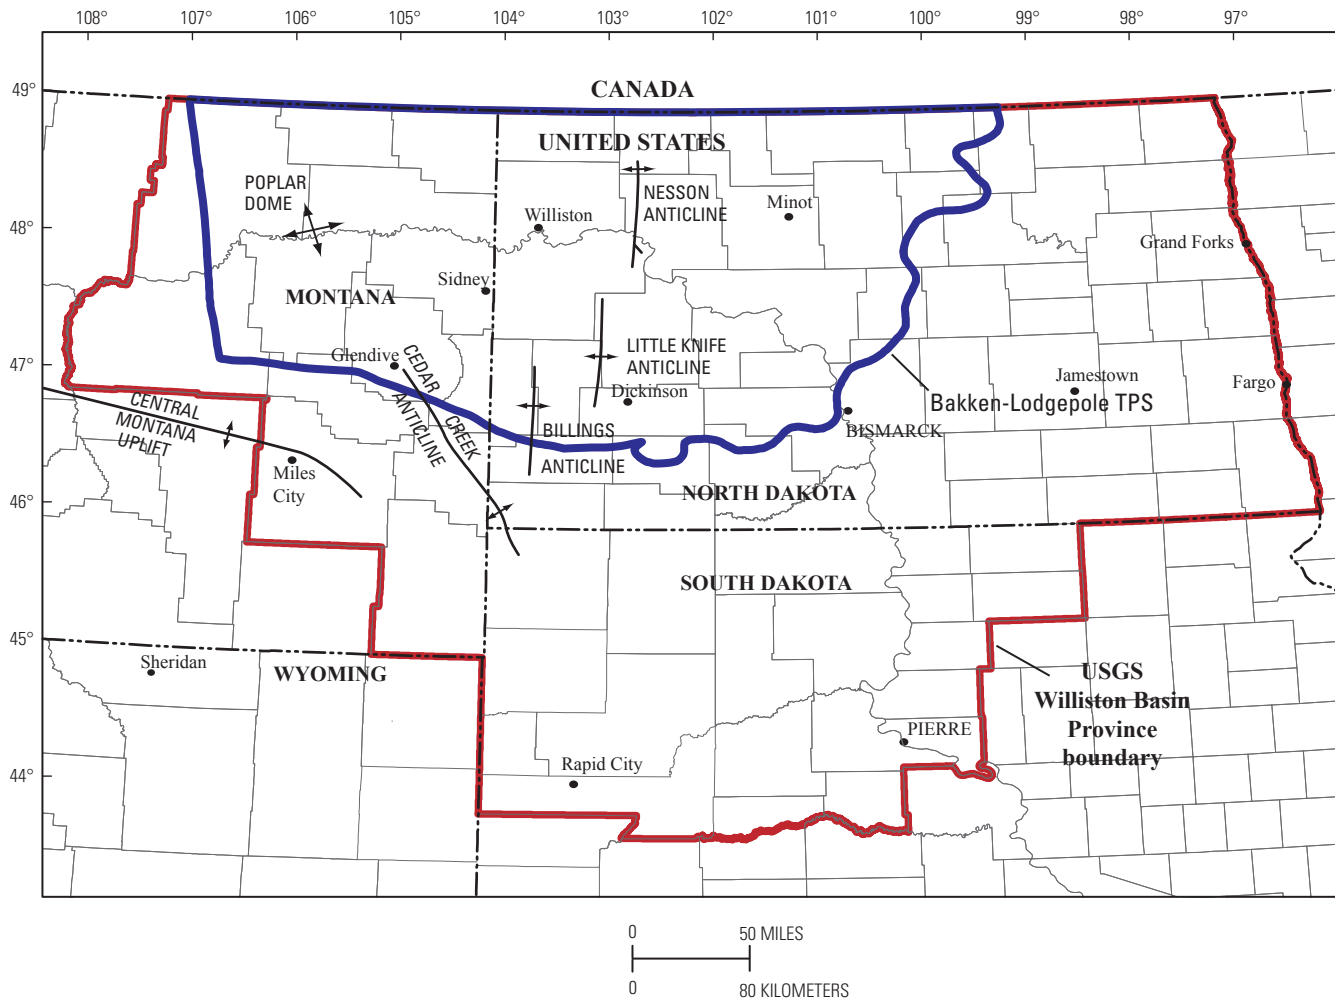 108° 107° 106° 105° 104° 103° 102° 101° 100° 99° 98° 97°
49°
CANADA
UNITED STATES
POPLAR
DOME
NESSON
ANTICLINE
Minot
Williston
48°
Grand Forks
Sidney
MONTANA
LITTLE KNIFE
ANTICLINE
Glendive
47°
CEDAR
CREEK
ANTICLINE
Dickinson
Jamestown
Fargo
Bakken-Lodgepole TPS
CENTRAL
MONTANA
UPLIFT
BILLINGS
ANTICLINE
BISMARCK
Miles
City
46°
NORTH DAKOTA
SOUTH DAKOTA
45°
Sheridan
WYOMING
USGS
Williston Basin
Province
boundary
PIERRE
44°
Rapid City
0 50 MILES
0 80 KILOMETERS